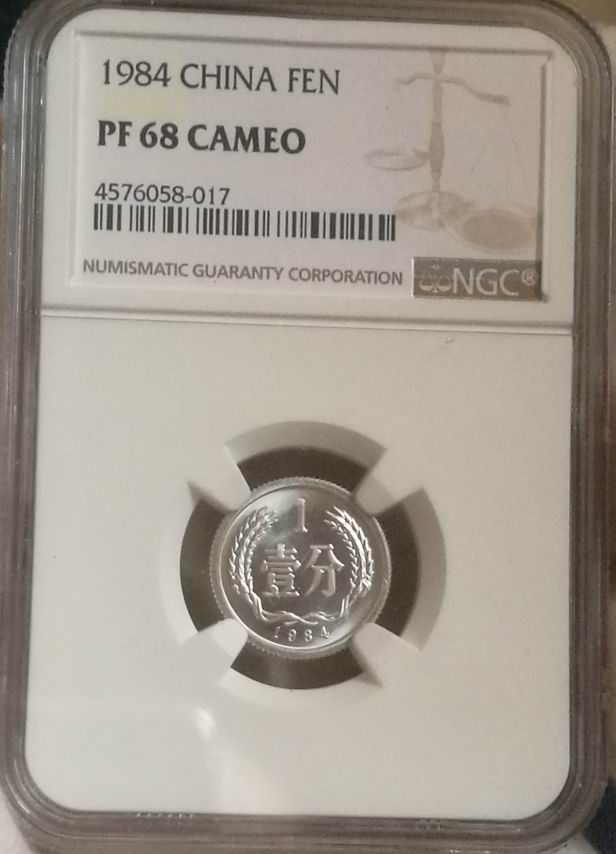 1984 CHINA FEN
PF 68 CAMEO
4576058-017
NUMISMATIC GUARANTY CORPORATION
NGC®
1
壹分
1984